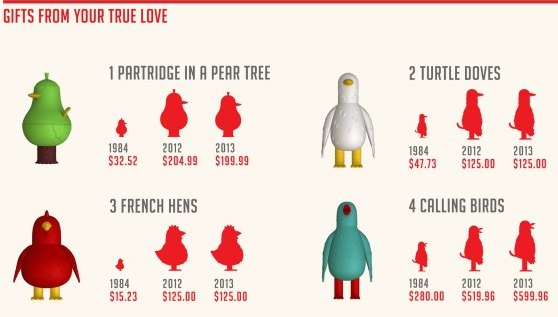 GIFTS FROM YOUR TRUE LOVE
1 PARTRIDGE IN A PEAR TREE
1984 2012 2013
$32.52 $204.99 $199.99
2 TURTLE DOVES
1984 2012 2013
$47.73 $125.00 $125.00
3 FRENCH HENS
1984 2012 2013
$15.23 $125.00 $125.00
4 CALLING BIRDS
1984 2012 2013
$280.00 $519.96 $599.96